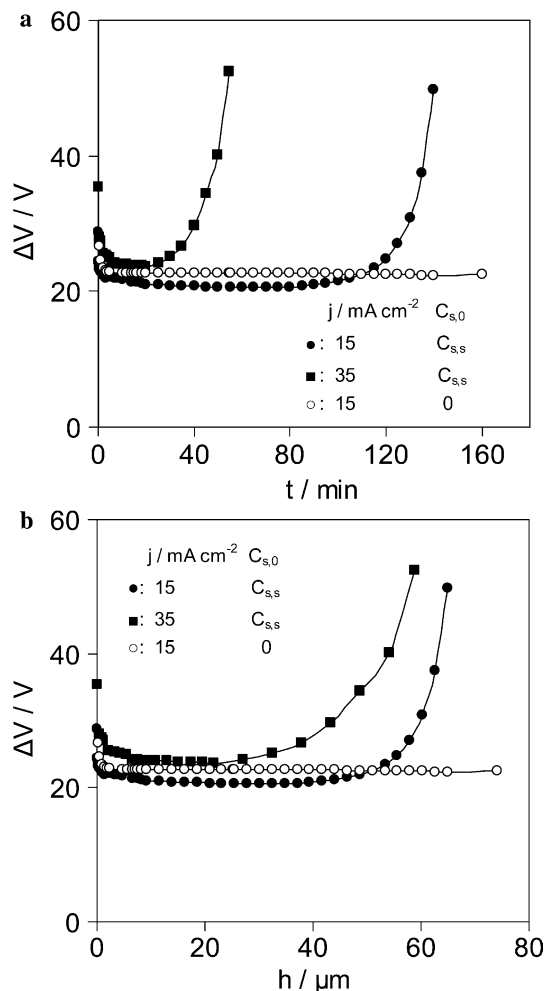 a
60
40
20
0
ΔV / V
j / mA cm-2 Cs,0
●: 15 Cs,s
■: 35 Cs,s
○: 15 0
0 40 80 120 160
t / min
b
60
40
20
0
ΔV / V
j / mA cm-2 Cs,0
●: 15 Cs,s
■: 35 Cs,s
○: 15 0
0 20 40 60 80
h / μm